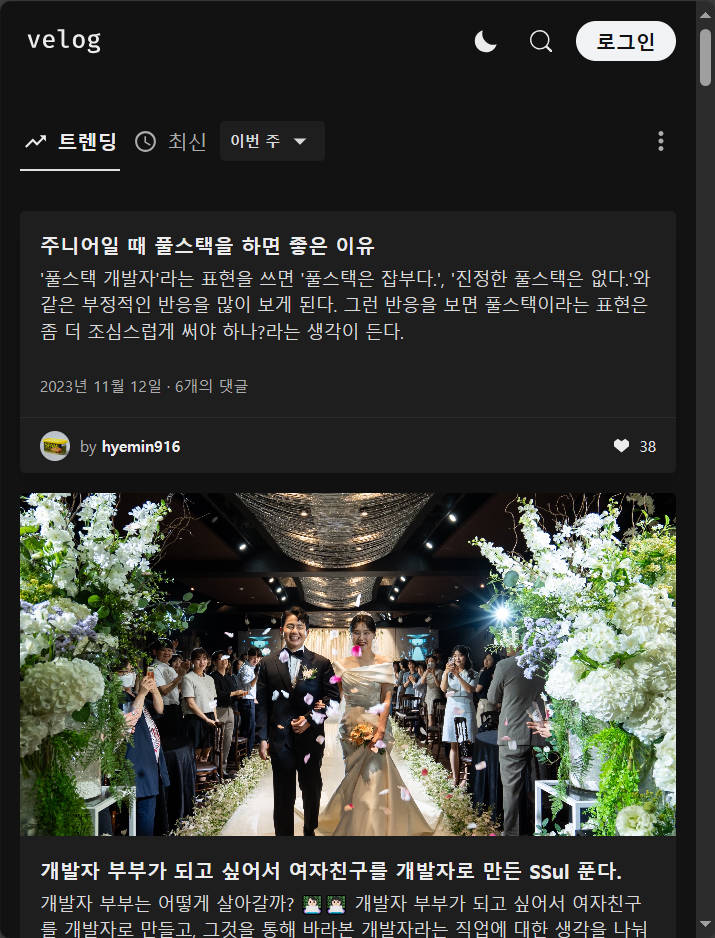 velog
로그인
트렌딩 최신 이번 주
주니어일 때 풀스택을 하면 좋은 이유
'풀스택 개발자'라는 표현을 쓰면 '풀스택은 잡부다.', '진정한 풀스택은 없다.'와
같은 부정적인 반응을 많이 보게 된다. 그런 반응을 보면 풀스택이라는 표현은
좀 더 조심스럽게 써야 하나?라는 생각이 든다.
2023년 11월 12일 · 6개의 댓글
by hyemin916
38
개발자 부부가 되고 싶어서 여자친구를 개발자로 만든 SSul 푼다.
개발자 부부는 어떻게 살아갈까? 👨🏻‍💻👩🏻‍💻 개발자 부부가 되고 싶어서 여자친구
를 개발자로 만들고, 그것을 통해 바라본 개발자라는 직업에 대한 생각을 나눠